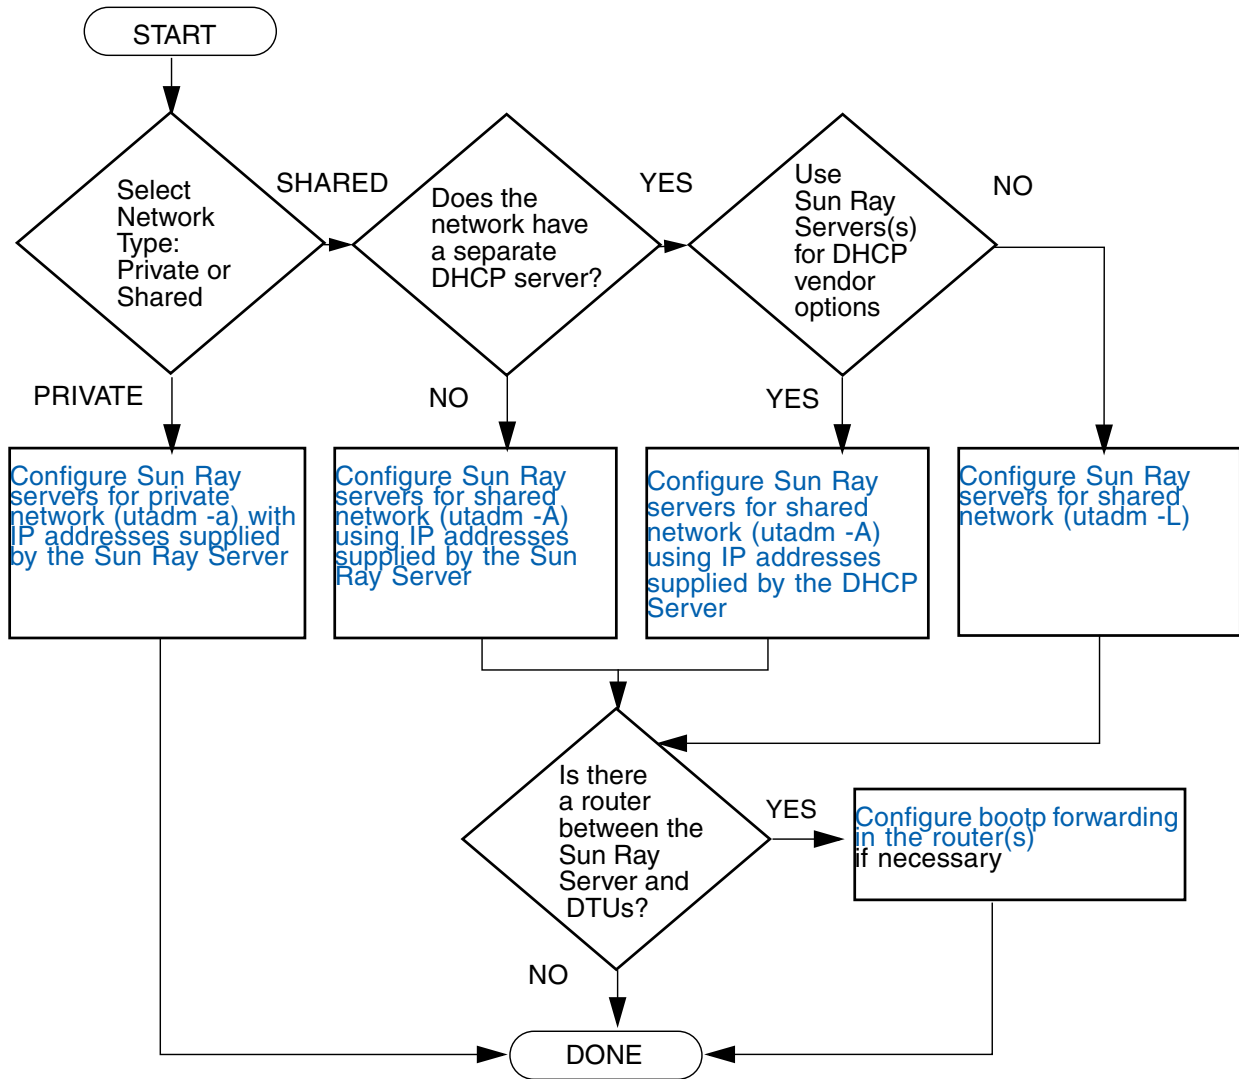 START
Select
Network
Type:
Private or
Shared
SHARED
Does the
network have
a separate
DHCP server?
YES
Use
Sun Ray
Servers(s)
for DHCP
vendor
options
NO
PRIVATE
NO
YES
Configure Sun Ray
servers for private
network (utadm -a) with
IP addresses supplied
by the Sun Ray Server
Configure Sun Ray
servers for shared
network (utadm -A)
using IP addresses
supplied by the Sun
Ray Server
Configure Sun Ray
servers for shared
network (utadm -A)
using IP addresses
supplied by the DHCP
Server
Configure Sun Ray
servers for shared
network (utadm -L)
Is there
a router
between the
Sun Ray
Server and
DTUs?
YES
Configure bootp forwarding
in the router(s)
if necessary
NO
DONE